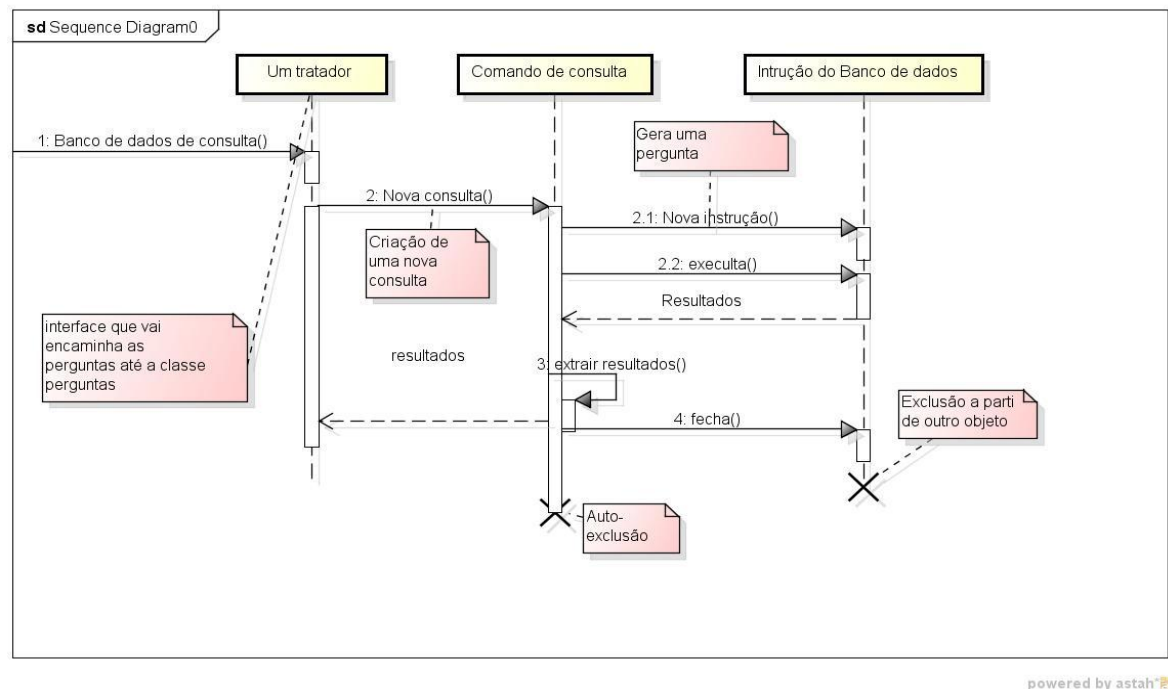 sd Sequence Diagram0
Um tratador
Comando de consulta
Intrução do Banco de dados
1: Banco de dados de consulta()
Gera uma
pergunta
2: Nova consulta()
2.1: Nova instrução()
Criação de
uma nova
consulta
2.2: execulta()
Resultados
interface que vai
encaminha as
perguntas até a classe
perguntas
resultados
3: extrair resultados()
Exclusão a parti
de outro objeto
4: fecha()
Auto-
exclusão
powered by astah*